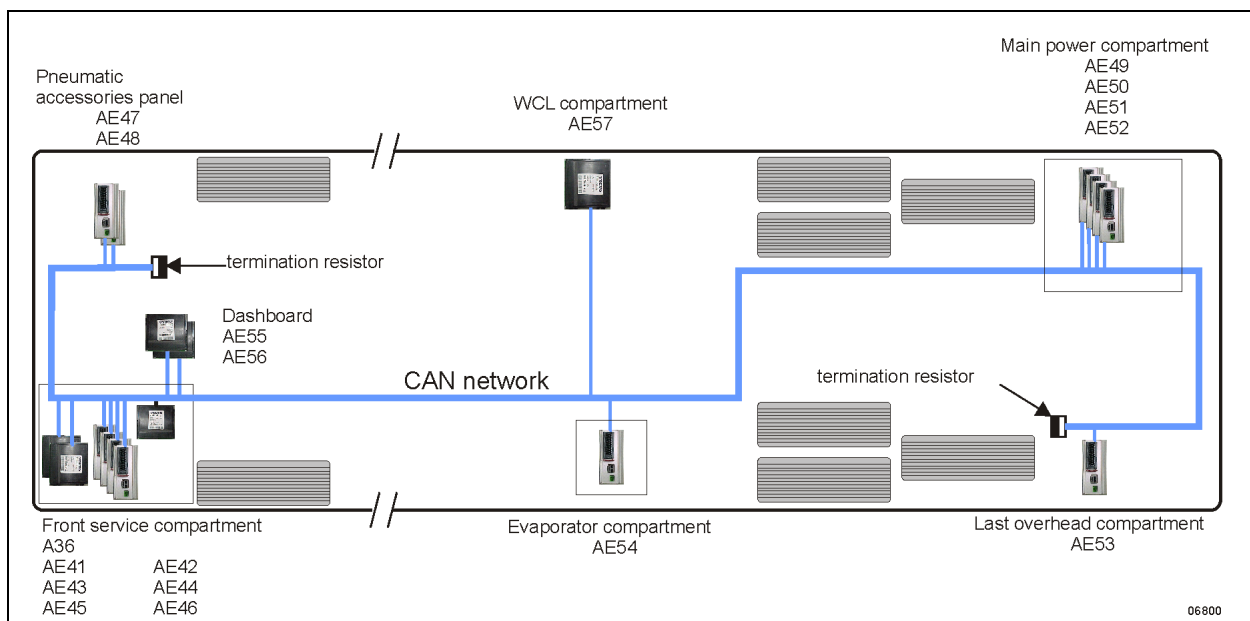 Main power compartment
AE49
AE50
AE51
AE52
Pneumatic
accessories panel
AE47
AE48
WCL compartment
AE57
termination resistor
Dashboard
AE55
AE56
CAN network
termination resistor
Front service compartment
A36
AE41 AE42
AE43 AE44
AE45 AE46
Evaporator compartment
AE54
Last overhead compartment
AE53
06800